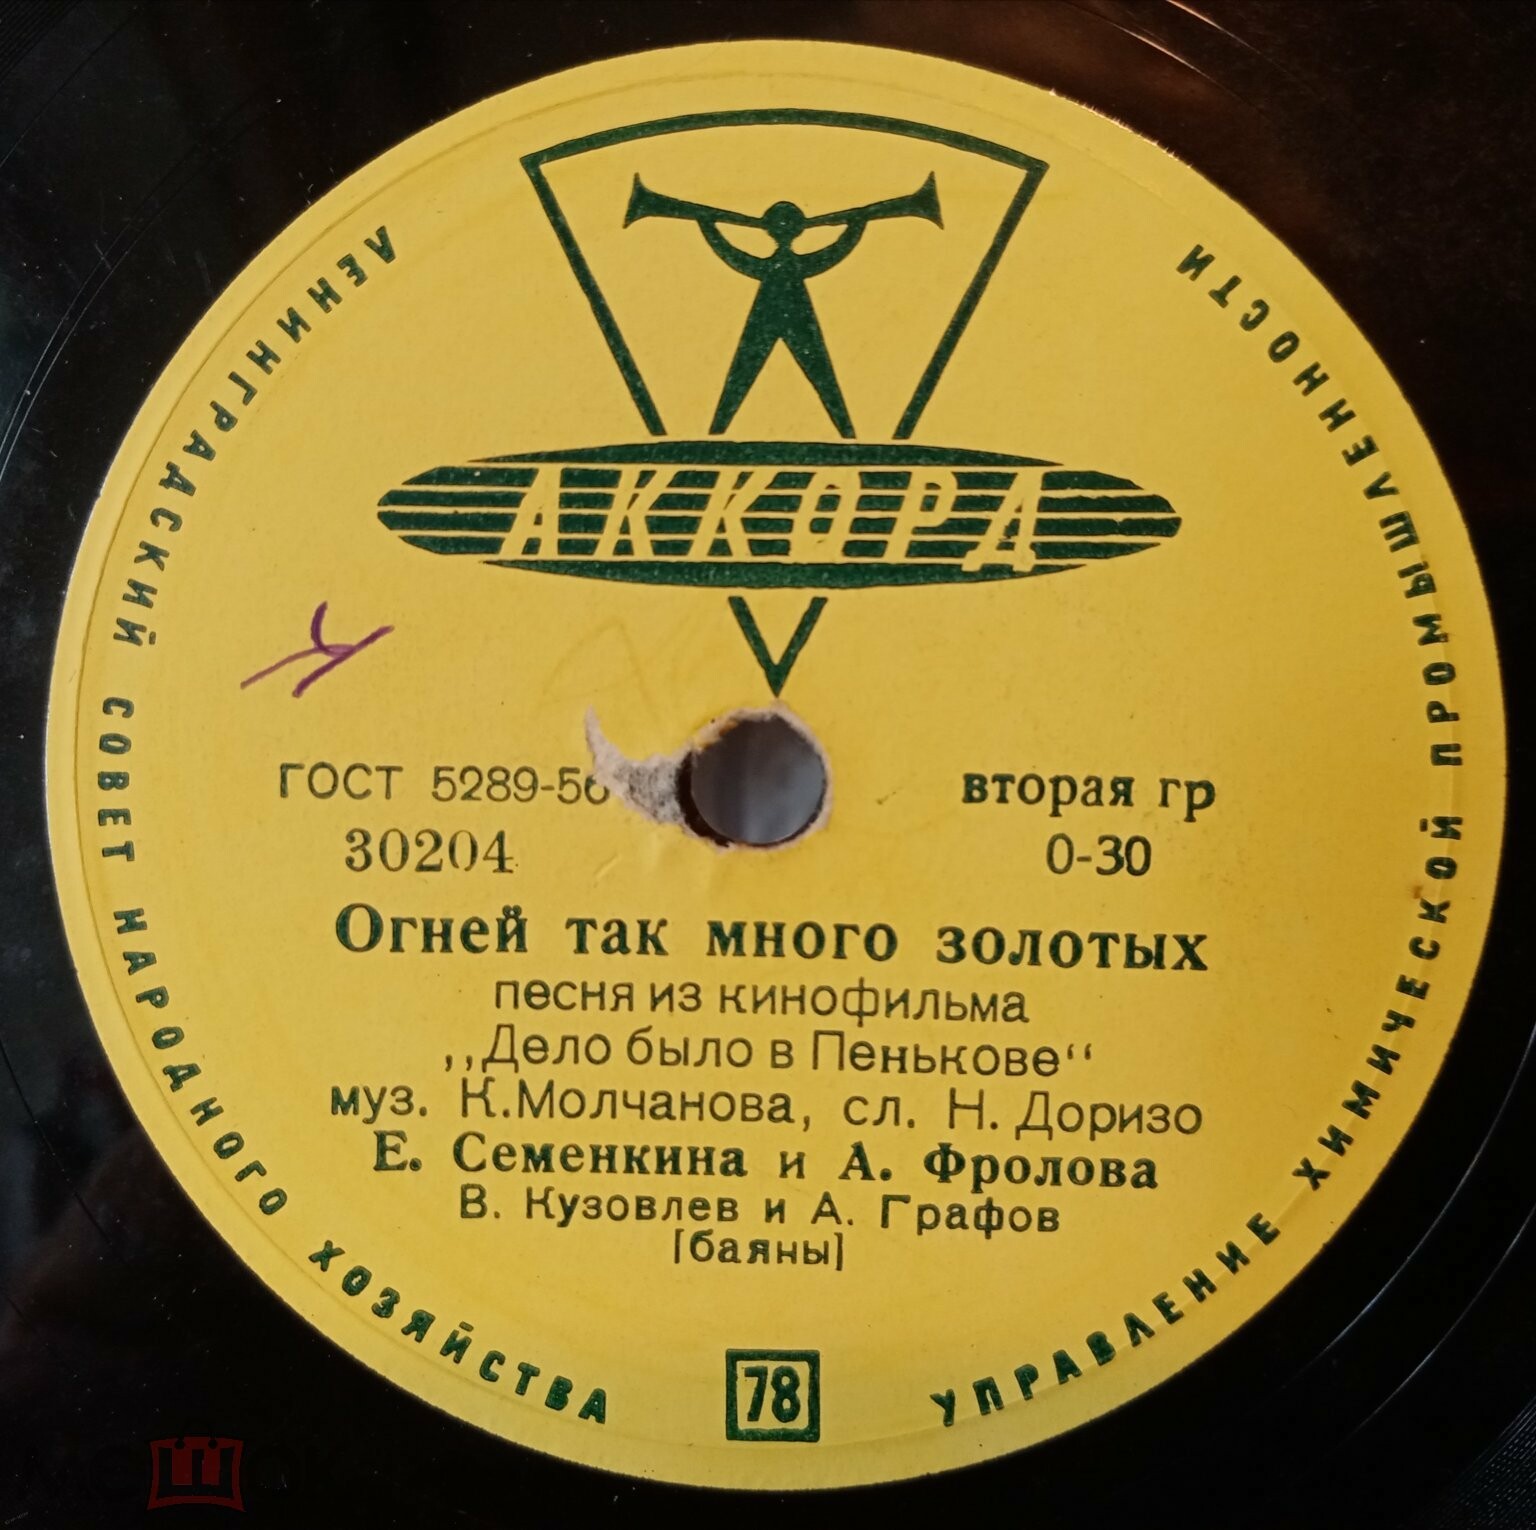 АККОРД
ЛЕНИНГРАДСКИЙ СОВЕТ НАРОДНОГО ХОЗЯЙСТВА
УПРАВЛЕНИЕ ХИМИЧЕСКОЙ ПРОМЫШЛЕННОСТИ
ГОСТ 5289-56
вторая гр
30204
0-30
Огней так много золотых
песня из кинофильма
,,Дело было в Пенькове“
муз. К.Молчанова, сл. Н. Доризо
Е. Семенкина и А. Фролова
В. Кузовлев и А. Графов
[баяны]
78
мешок